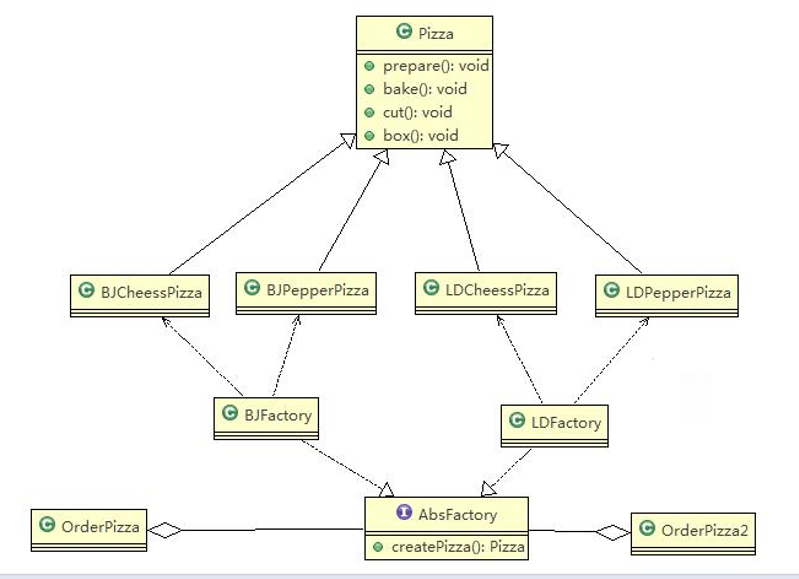 Pizza
prepare(): void
bake(): void
cut(): void
box(): void
BJCheessPizza
BJPepperPizza
LDCheessPizza
LDPepperPizza
BJFactory
LDFactory
OrderPizza
AbsFactory
createPizza(): Pizza
OrderPizza2